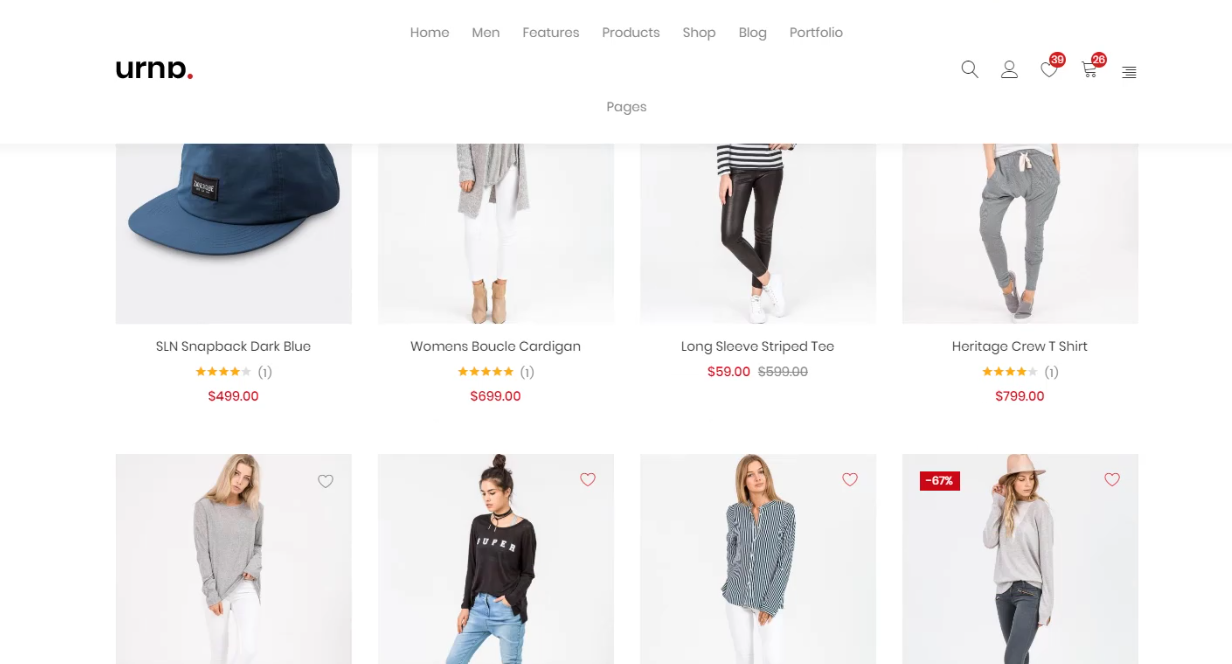 Home Men Features Products Shop Blog Portfolio
urnp.
39
26
Pages
SLN Snapback Dark Blue
(1)
$499.00
Womens Boucle Cardigan
(1)
$699.00
Long Sleeve Striped Tee
$59.00 $599.00
Heritage Crew T Shirt
(1)
$799.00
SUPER
-67%